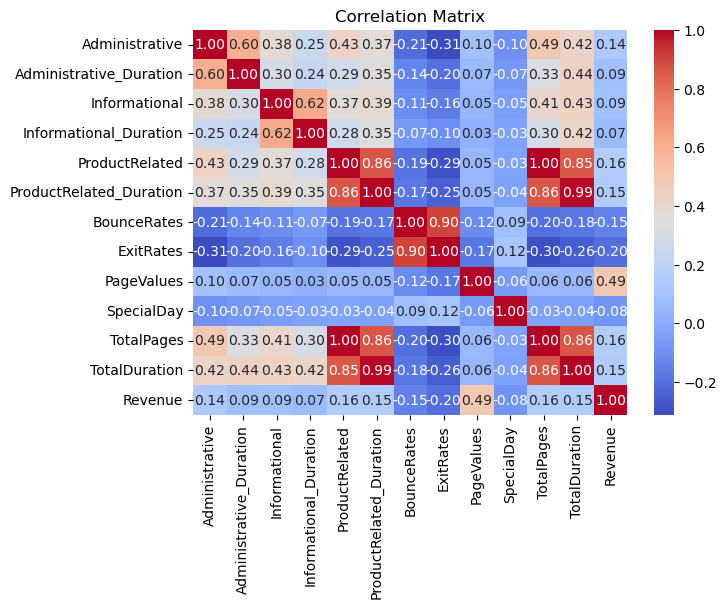 Correlation Matrix
Administrative 1.00 0.60 0.38 0.25 0.43 0.37 -0.21 -0.31 0.10 -0.10 0.49 0.42 0.14
Administrative_Duration 0.60 1.00 0.30 0.24 0.29 0.35 -0.14 -0.20 0.07 -0.07 0.33 0.44 0.09
Informational 0.38 0.30 1.00 0.62 0.37 0.39 -0.11 -0.16 0.05 -0.05 0.41 0.43 0.09
Informational_Duration 0.25 0.24 0.62 1.00 0.28 0.35 -0.07 -0.10 0.03 -0.03 0.30 0.42 0.07
ProductRelated 0.43 0.29 0.37 0.28 1.00 0.86 -0.19 -0.29 0.05 -0.03 1.00 0.85 0.16
ProductRelated_Duration 0.37 0.35 0.39 0.35 0.86 1.00 -0.17 -0.25 0.05 -0.04 0.86 0.99 0.15
BounceRates -0.21 -0.14 -0.11 -0.07 -0.19 -0.17 1.00 0.90 -0.12 0.09 -0.20 -0.18 -0.15
ExitRates -0.31 -0.20 -0.16 -0.10 -0.29 -0.25 0.90 1.00 -0.17 0.12 -0.30 -0.26 -0.20
PageValues 0.10 0.07 0.05 0.03 0.05 0.05 -0.12 -0.17 1.00 -0.06 0.06 0.06 0.49
SpecialDay -0.10 -0.07 -0.05 -0.03 -0.03 -0.04 0.09 0.12 -0.06 1.00 -0.03 -0.04 -0.08
TotalPages 0.49 0.33 0.41 0.30 1.00 0.86 -0.20 -0.30 0.06 -0.03 1.00 0.86 0.16
TotalDuration 0.42 0.44 0.43 0.42 0.85 0.99 -0.18 -0.26 0.06 -0.04 0.86 1.00 0.15
Revenue 0.14 0.09 0.09 0.07 0.16 0.15 -0.15 -0.20 0.49 -0.08 0.16 0.15 1.00
Administrative
Administrative_Duration
Informational
Informational_Duration
ProductRelated
ProductRelated_Duration
BounceRates
ExitRates
PageValues
SpecialDay
TotalPages
TotalDuration
Revenue
1.0
0.8
0.6
0.4
0.2
0.0
−0.2